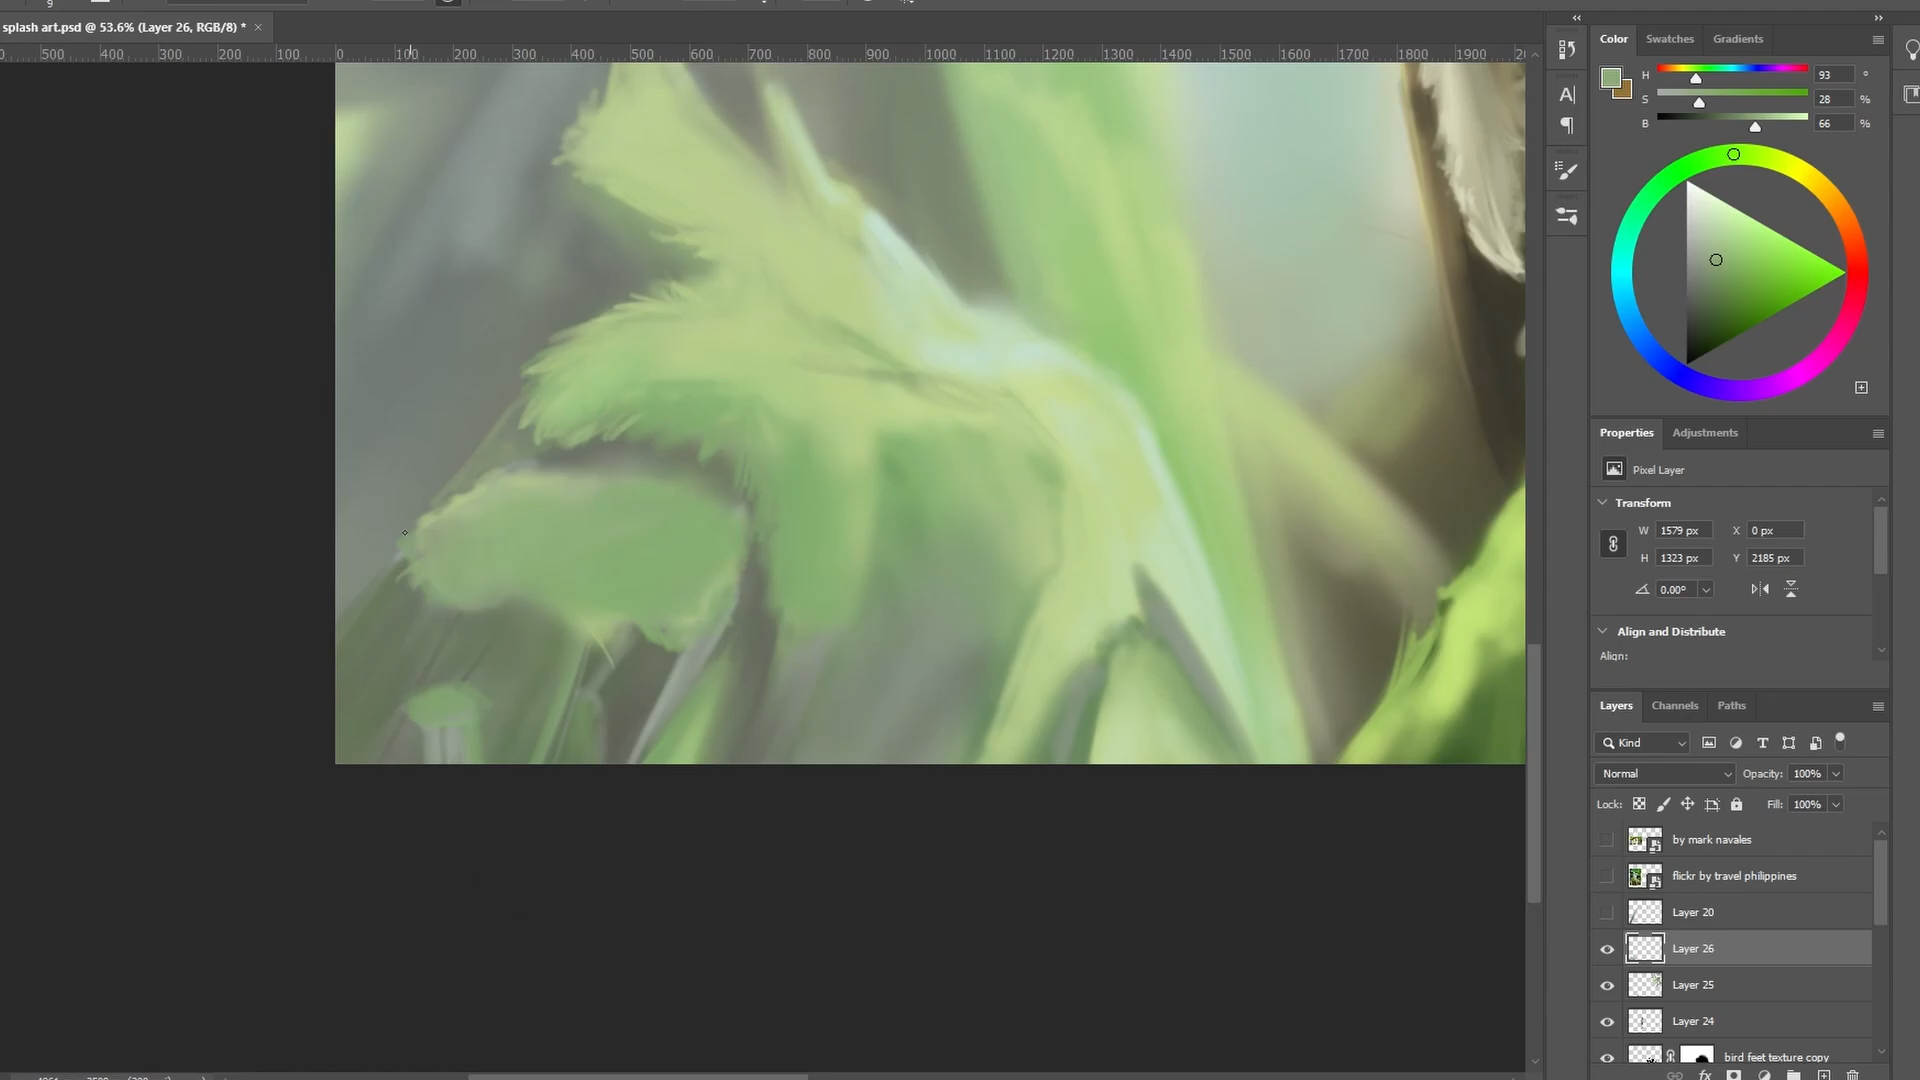 9
splash art.psd @ 53.6% (Layer 26, RGB/8) * ×
500 400 300 200 100 0 100 200 300 400 500 600 700 800 900 1000 1100 1200 1300 1400 1500 1600 1700 1800 1900
Color Swatches Gradients
H 93 °
S 28 %
B 66 %
Properties Adjustments
Pixel Layer
Transform
W 1579 px X 0 px
H 1323 px Y 2185 px
0.00°
Align and Distribute
Align:
Layers Channels Paths
Kind
Normal Opacity: 100%
Lock: Fill: 100%
by mark navales
flickr by travel philippines
Layer 20
Layer 26
Layer 25
Layer 24
bird feet texture copy
fx